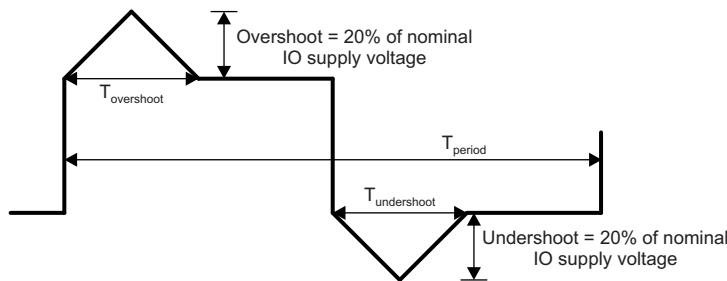 Overshoot = 20% of nominal
IO supply voltage
Tovershoot
Tperiod
Tundershoot
Undershoot = 20% of nominal
IO supply voltage